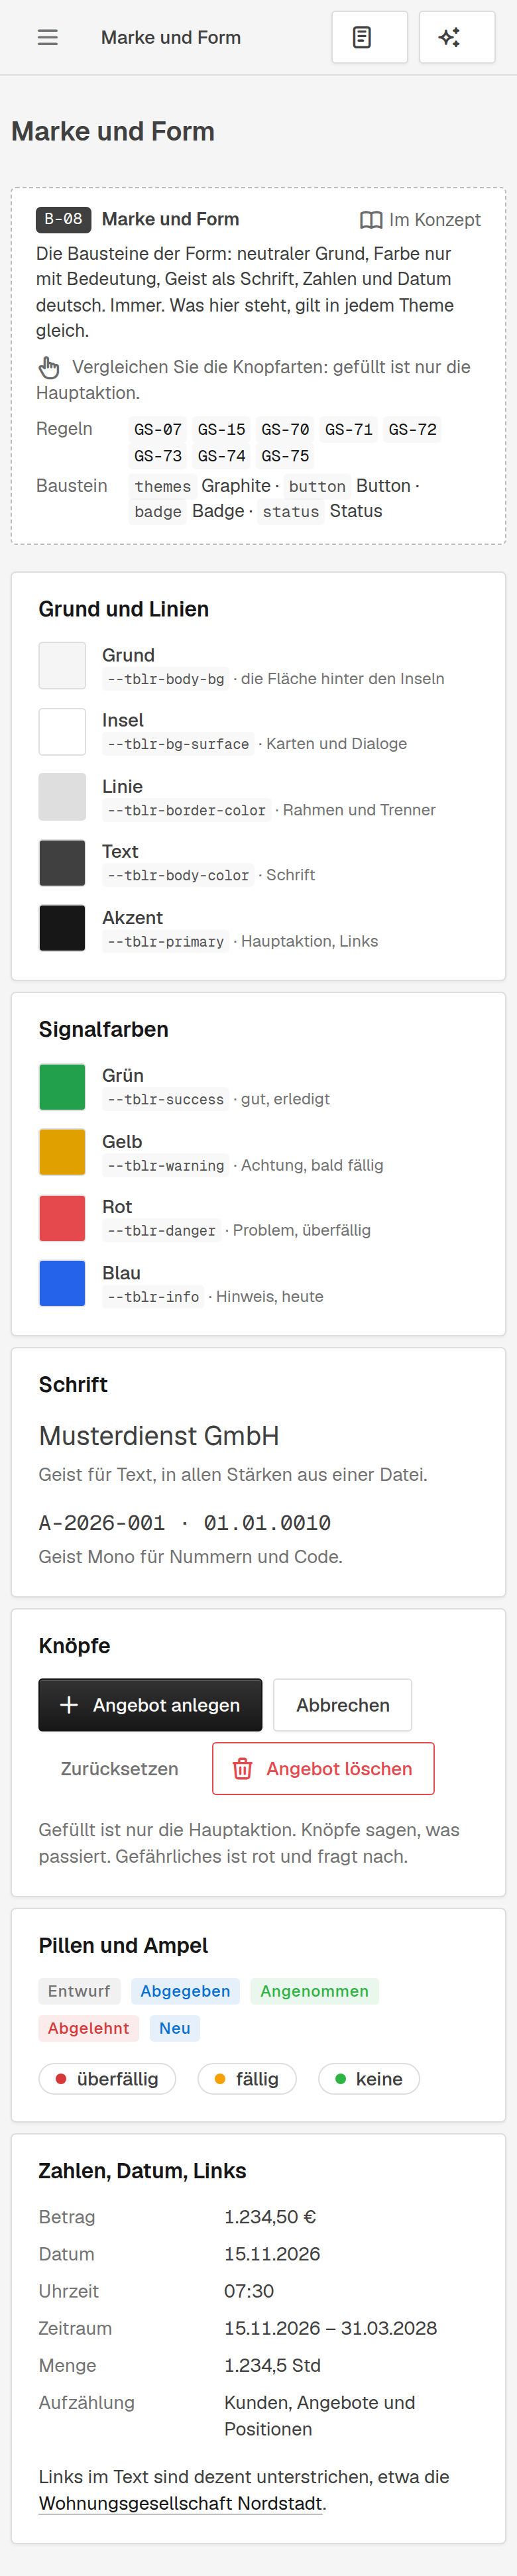 Marke und Form
Marke und Form
B-08 Marke und Form Im Konzept
Die Bausteine der Form: neutraler Grund, Farbe nur
mit Bedeutung, Geist als Schrift, Zahlen und Datum
deutsch. Immer. Was hier steht, gilt in jedem Theme
gleich.
Vergleichen Sie die Knopfarten: gefüllt ist nur die
Hauptaktion.
Regeln GS-07 GS-15 GS-70 GS-71 GS-72
GS-73 GS-74 GS-75
Baustein themes Graphite · button Button ·
badge Badge · status Status
Grund und Linien
Grund
--tblr-body-bg · die Fläche hinter den Inseln
Insel
--tblr-bg-surface · Karten und Dialoge
Linie
--tblr-border-color · Rahmen und Trenner
Text
--tblr-body-color · Schrift
Akzent
--tblr-primary · Hauptaktion, Links
Signalfarben
Grün
--tblr-success · gut, erledigt
Gelb
--tblr-warning · Achtung, bald fällig
Rot
--tblr-danger · Problem, überfällig
Blau
--tblr-info · Hinweis, heute
Schrift
Musterdienst GmbH
Geist für Text, in allen Stärken aus einer Datei.
A-2026-001 · 01.01.0010
Geist Mono für Nummern und Code.
Knöpfe
Angebot anlegen Abbrechen
Zurücksetzen Angebot löschen
Gefüllt ist nur die Hauptaktion. Knöpfe sagen, was
passiert. Gefährliches ist rot und fragt nach.
Pillen und Ampel
Entwurf Abgegeben Angenommen
Abgelehnt Neu
überfällig fällig keine
Zahlen, Datum, Links
Betrag 1.234,50 €
Datum 15.11.2026
Uhrzeit 07:30
Zeitraum 15.11.2026 – 31.03.2028
Menge 1.234,5 Std
Aufzählung Kunden, Angebote und
Positionen
Links im Text sind dezent unterstrichen, etwa die
Wohnungsgesellschaft Nordstadt.